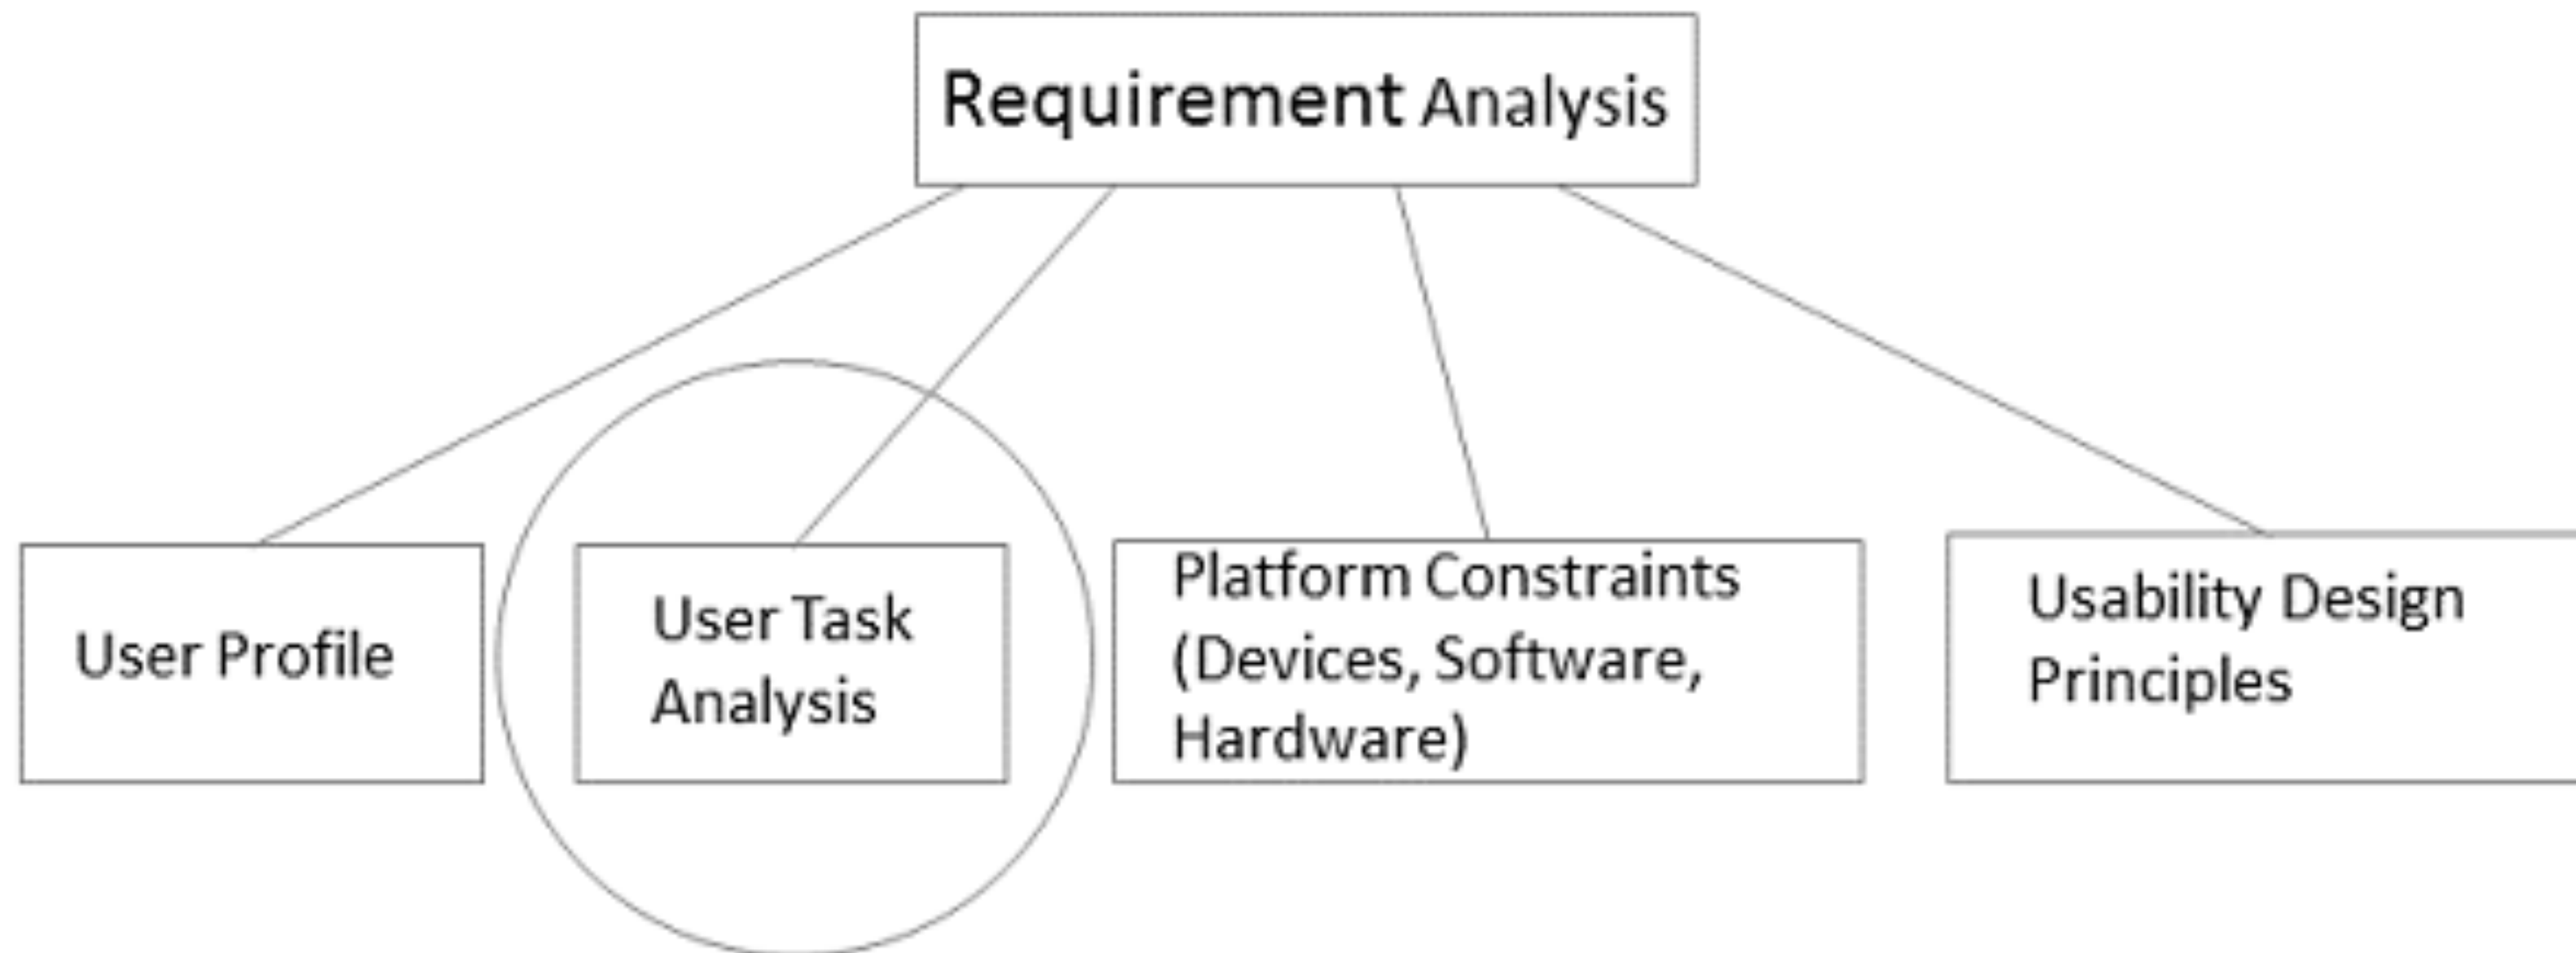 Requirement Analysis
User Profile
User Task
Analysis
Platform Constraints
(Devices, Software,
Hardware)
Usability Design
Principles